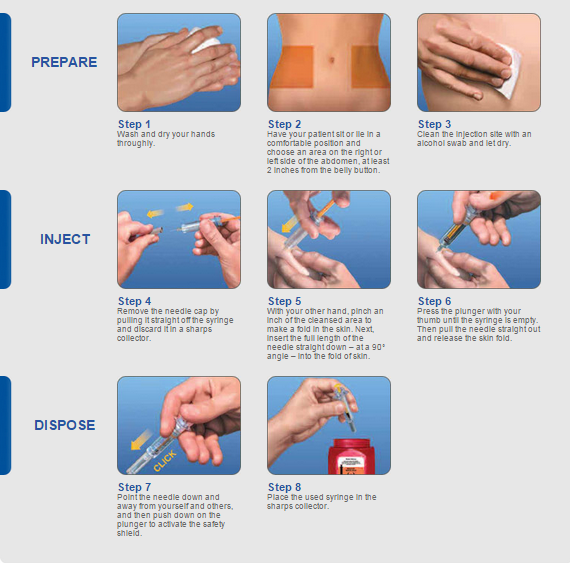 PREPARE
Step 1
Wash and dry your hands
throughly.
Step 2
Have your patient sit or lie in a
comfortable position and
choose an area on the right or
left side of the abdomen, at least
2 inches from the belly button.
Step 3
Clean the injection site with an
alcohol swab and let dry.
INJECT
Step 4
Remove the needle cap by
pulling it straight off the syringe
and discard it in a sharps
collector.
Step 5
With your other hand, pinch an
inch of the cleansed area to
make a fold in the skin. Next,
insert the full length of the
needle straight down – at a 90°
angle – into the fold of skin.
Step 6
Press the plunger with your
thumb until the syringe is empty.
Then pull the needle straight out
and release the skin fold.
DISPOSE
CLICK
Step 7
Point the needle down and
away from yourself and others,
and then push down on the
plunger to activate the safety
shield.
Step 8
Place the used syringe in the
sharps collector.